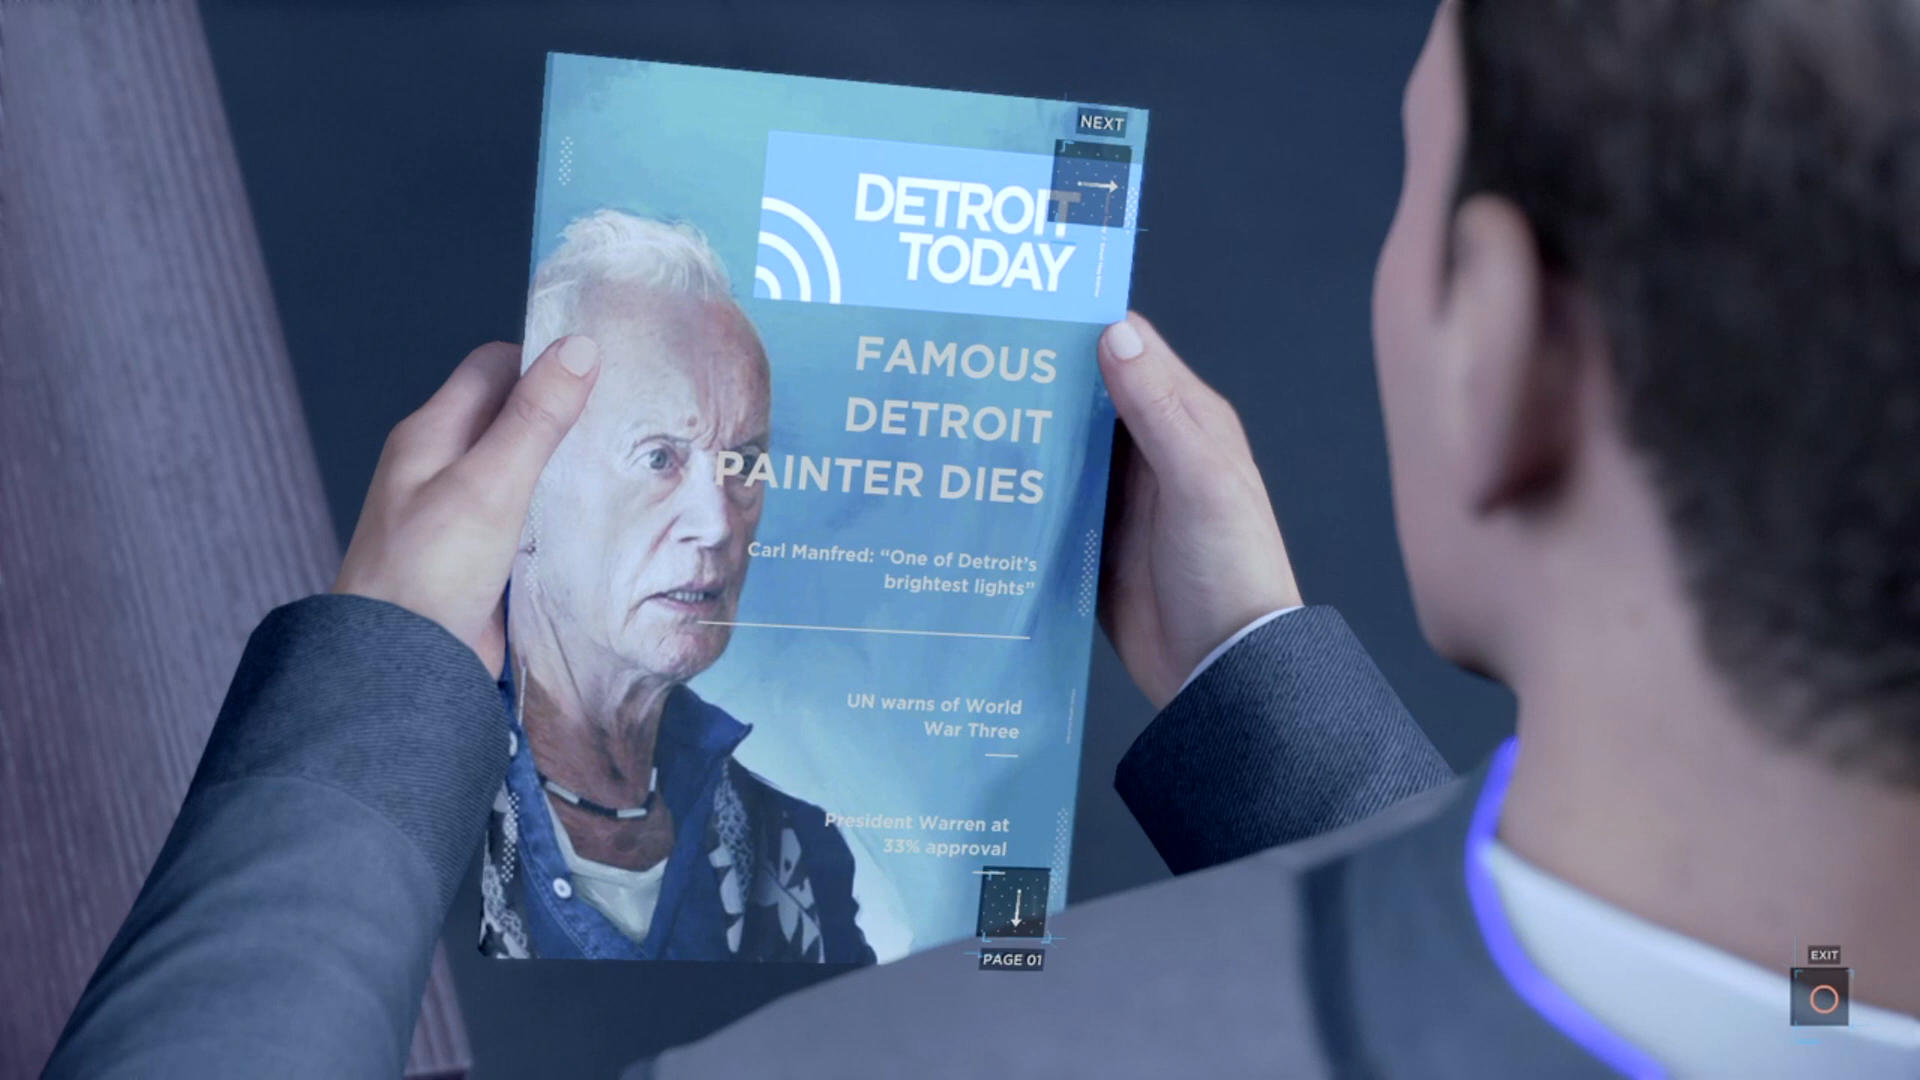 NEXT
DETROIT
TODAY
FAMOUS
DETROIT
PAINTER DIES
Carl Manfred: “One of Detroit’s
brightest lights”
UN warns of World
War Three
President Warren at
33% approval
PAGE 01
EXIT